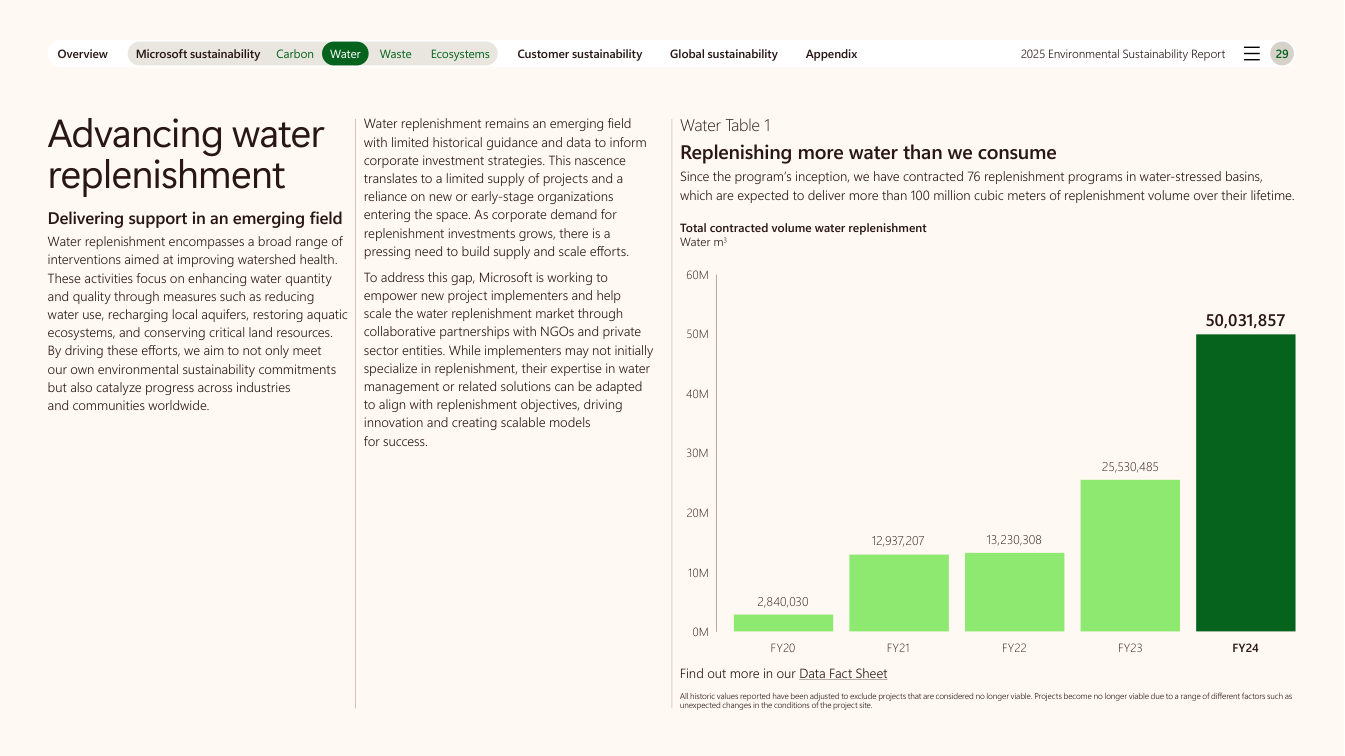 Overview
Microsoft sustainability
Carbon
Water
Waste
Ecosystems
Customer sustainability
Global sustainability
Appendix
2025 Environmental Sustainability Report
29
Advancing water
replenishment
Delivering support in an emerging field
Water replenishment encompasses a broad range of
interventions aimed at improving watershed health.
These activities focus on enhancing water quantity
and quality through measures such as reducing
water use, recharging local aquifers, restoring aquatic
ecosystems, and conserving critical land resources.
By driving these efforts, we aim to not only meet
our own environmental sustainability commitments
but also catalyze progress across industries
and communities worldwide.
Water replenishment remains an emerging field
with limited historical guidance and data to inform
corporate investment strategies. This nascence
translates to a limited supply of projects and a
reliance on new or early-stage organizations
entering the space. As corporate demand for
replenishment investments grows, there is a
pressing need to build supply and scale efforts.
To address this gap, Microsoft is working to
empower new project implementers and help
scale the water replenishment market through
collaborative partnerships with NGOs and private
sector entities. While implementers may not initially
specialize in replenishment, their expertise in water
management or related solutions can be adapted
to align with replenishment objectives, driving
innovation and creating scalable models
for success.
Water Table 1
Replenishing more water than we consume
Since the program's inception, we have contracted 76 replenishment programs in water-stressed basins,
which are expected to deliver more than 100 million cubic meters of replenishment volume over their lifetime.
Total contracted volume water replenishment
Water m³
60M
50M
40M
30M
20M
10M
0M
2,840,030
12,937,207
13,230,308
25,530,485
50,031,857
FY20
FY21
FY22
FY23
FY24
Find out more in our Data Fact Sheet
All historic values reported have been adjusted to exclude projects that are considered no longer viable. Projects become no longer viable due to a range of different factors such as
unexpected changes in the conditions of the project site.